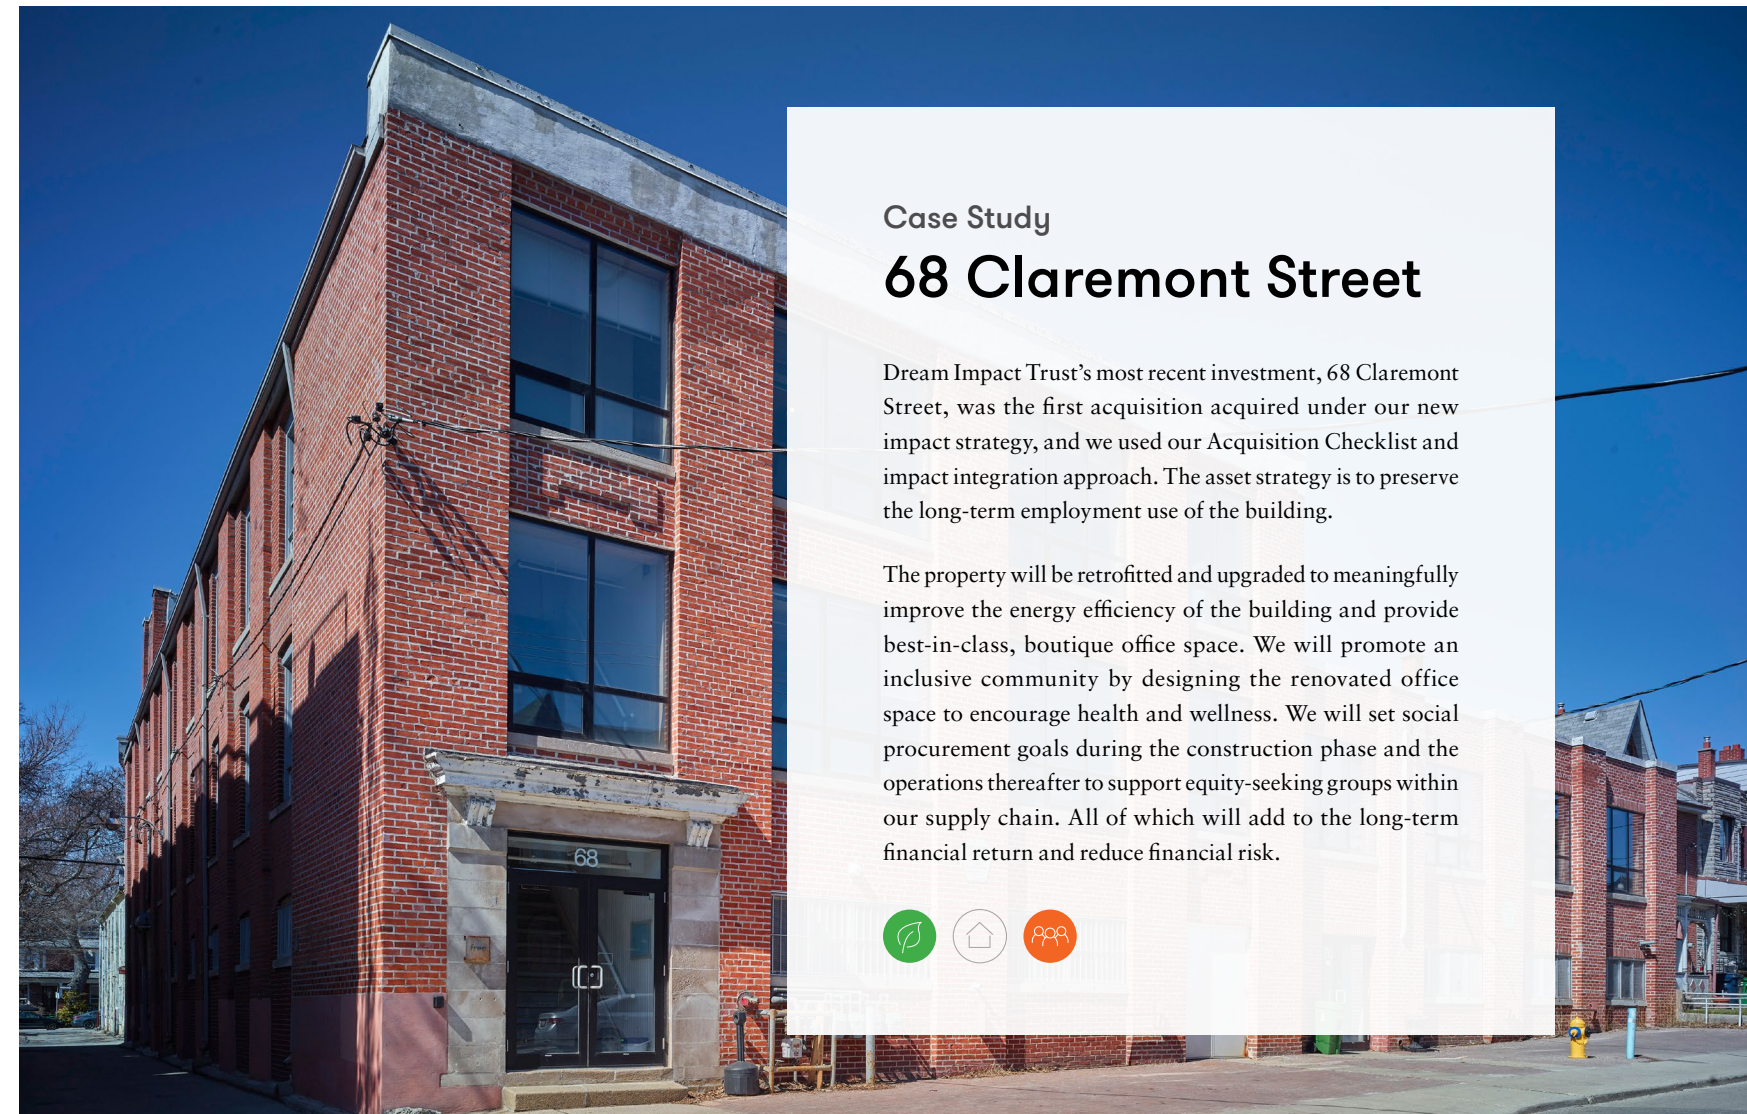 Case Study
68 Claremont Street
Dream Impact Trust’s most recent investment, 68 Claremont
Street, was the first acquisition acquired under our new
impact strategy, and we used our Acquisition Checklist and
impact integration approach. The asset strategy is to preserve
the long-term employment use of the building.
The property will be retrofitted and upgraded to meaningfully
improve the energy efficiency of the building and provide
best-in-class, boutique office space. We will promote an
inclusive community by designing the renovated office
space to encourage health and wellness. We will set social
procurement goals during the construction phase and the
operations thereafter to support equity-seeking groups within
our supply chain. All of which will add to the long-term
financial return and reduce financial risk.
68